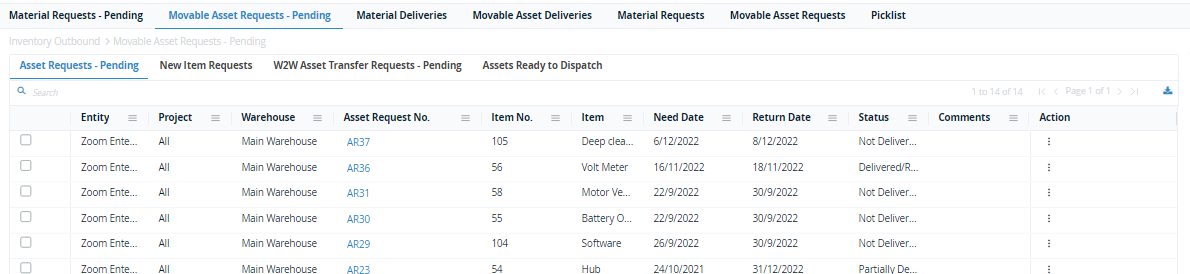 Material Requests - Pending Movable Asset Requests - Pending Material Deliveries Movable Asset Deliveries Material Requests Movable Asset Requests Picklist
Inventory Outbound > Movable Asset Requests - Pending
Asset Requests - Pending New Item Requests W2W Asset Transfer Requests - Pending Assets Ready to Dispatch
Search 1 to 14 of 14 Page 1 of 1
Entity Project Warehouse Asset Request No. Item No. Item Need Date Return Date Status Comments Action
Zoom Ente... All Main Warehouse AR37 105 Deep clea... 6/12/2022 8/12/2022 Not Deliver...
Zoom Ente... All Main Warehouse AR36 56 Volt Meter 16/11/2022 18/11/2022 Delivered/R...
Zoom Ente... All Main Warehouse AR31 58 Motor Ve... 22/9/2022 30/9/2022 Not Deliver...
Zoom Ente... All Main Warehouse AR30 55 Battery O... 22/9/2022 30/9/2022 Not Deliver...
Zoom Ente... All Main Warehouse AR29 104 Software 26/9/2022 30/9/2022 Not Deliver...
Zoom Ente... All Main Warehouse AR23 54 Hub 24/10/2021 31/12/2022 Partially De...